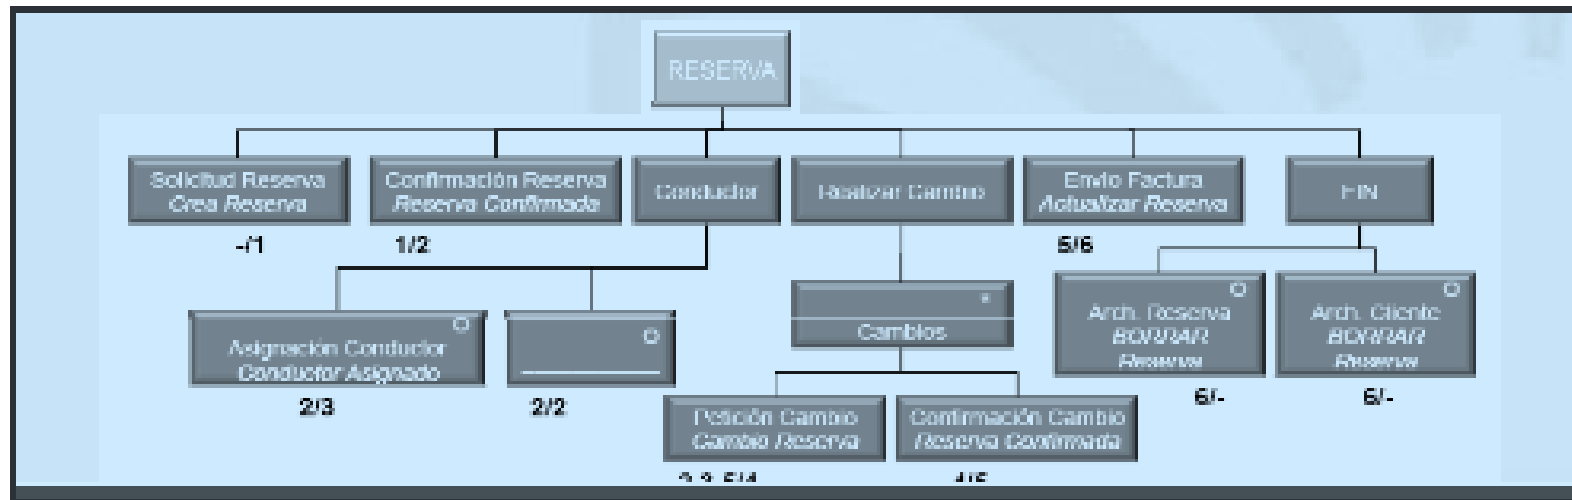 RESERVA
Solicitud Reserva
Crea Reserva
Confirmación Reserva
Reserva Confirmada
Conductor
Realizar Cambio
Envío Factura
Actualizar Reserva
FIN
-/1
1/2
5/6
Asignación Conductor
Conductor Asignado
Cambios
Arch. Reserva
BORRAR
Reserva
Arch. Cliente
BORRAR
Reserva
2/3
2/2
6/-
6/-
Petición Cambio
Cambio Reserva
Confirmación Cambio
Reserva Confirmada